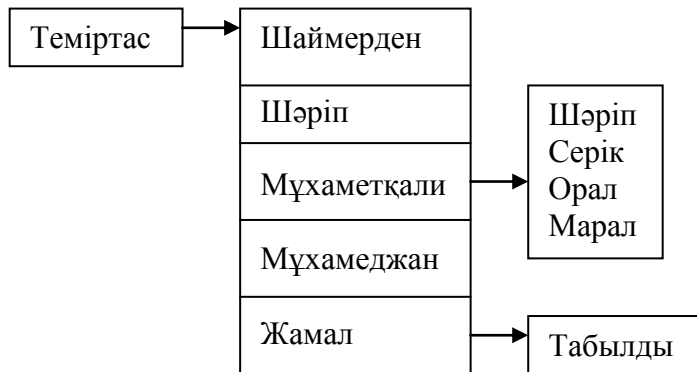 Теміртас
Шаймерден
Шәріп
Мұхаметқали
Мұхамеджан
Жамал
Шәріп
Серік
Орал
Марал
Табылды